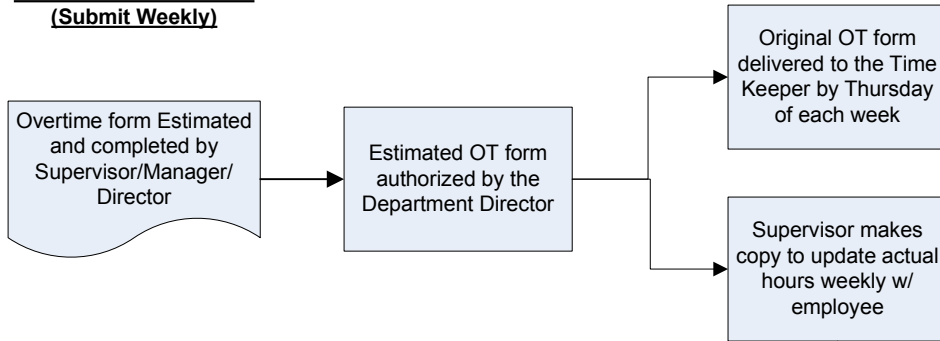 (Submit Weekly)
Overtime form Estimated
and completed by
Supervisor/Manager/
Director
Estimated OT form
authorized by the
Department Director
Original OT form
delivered to the Time
Keeper by Thursday
of each week
Supervisor makes
copy to update actual
hours weekly w/
employee